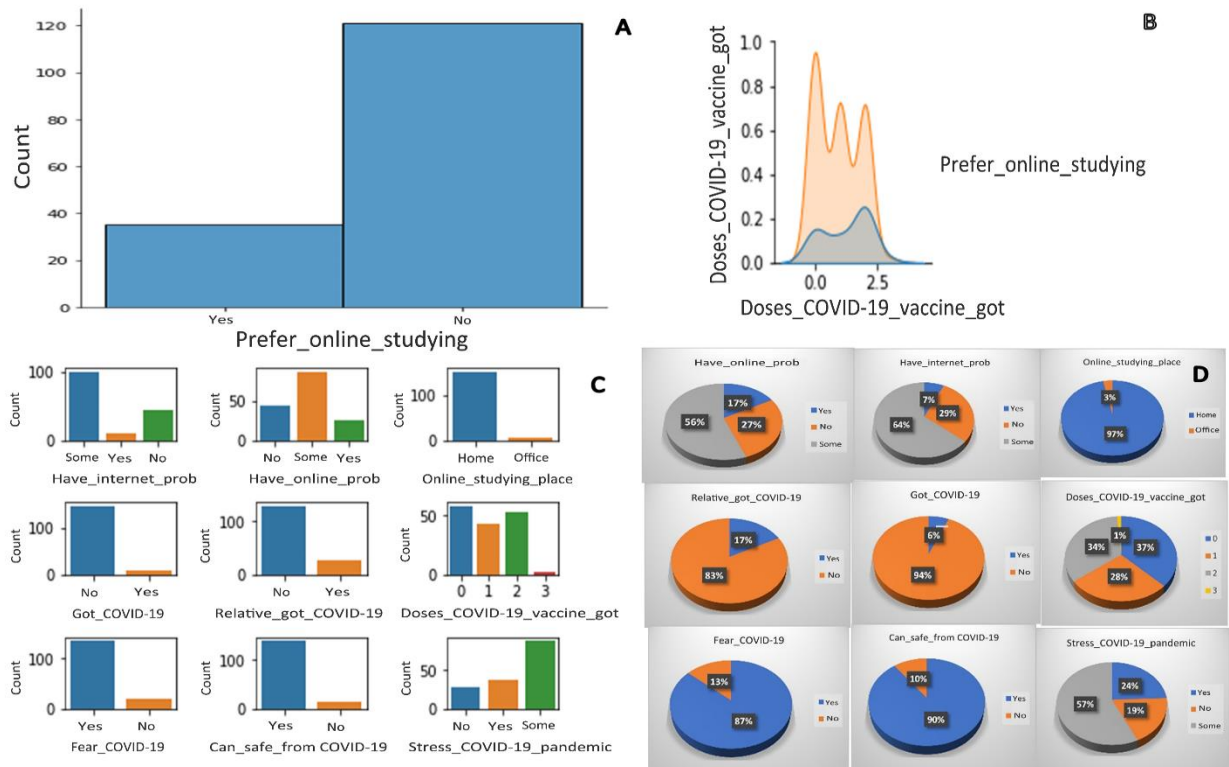 A
120
100
80
60
40
20
0
Count
Yes
No
Prefer_online_studying
B
1.0
0.8
0.6
0.4
0.2
0.0
Doses_COVID-19_vaccine_got
0.0
2.5
Doses_COVID-19_vaccine_got
Prefer_online_studying
C
Count
100
0
Some Yes No
Have_internet_prob
Count
50
0
No Some Yes
Have_online_prob
Count
100
0
Home Office
Online_studying_place
Count
100
0
No Yes
Got_COVID-19
Count
100
0
No Yes
Relative_got_COVID-19
Count
50
0
0 1 2 3
Doses_COVID-19_vaccine_got
Count
100
0
Yes No
Fear_COVID-19
Count
100
0
Yes No
Can_safe_from COVID-19
Count
50
0
No Yes Some
Stress_COVID-19_pandemic
D
Have_online_prob
17%
27%
56%
Yes
No
Some
Have_internet_prob
7%
29%
64%
Yes
No
Some
Online_studying_place
3%
97%
Home
Office
Relative_got_COVID-19
17%
83%
Yes
No
Got_COVID-19
6%
94%
Yes
No
Doses_COVID-19_vaccine_got
1%
37%
34%
28%
0
1
2
3
Fear_COVID-19
13%
87%
Yes
No
Can_safe_from COVID-19
10%
90%
Yes
No
Stress_COVID-19_pandemic
24%
19%
57%
Yes
No
Some